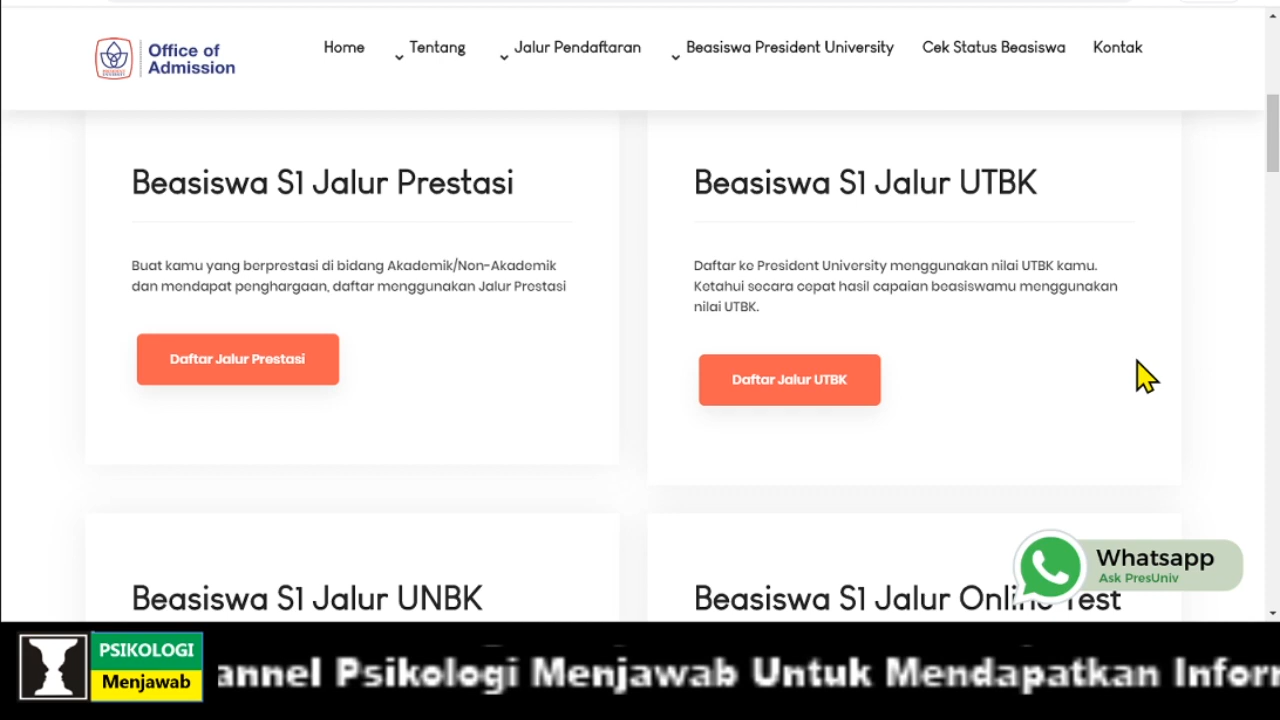 Office of
Admission
Home
Tentang
Jalur Pendaftaran
Beasiswa President University
Cek Status Beasiswa
Kontak
Beasiswa S1 Jalur Prestasi
Buat kamu yang berprestasi di bidang Akademik/Non-Akademik
dan mendapat penghargaan, daftar menggunakan Jalur Prestasi
Daftar Jalur Prestasi
Beasiswa S1 Jalur UTBK
Daftar ke President University menggunakan nilai UTBK kamu.
Ketahui secara cepat hasil capaian beasiswamu menggunakan
nilai UTBK.
Daftar Jalur UTBK
Beasiswa S1 Jalur UNBK
Beasiswa S1 Jalur Online Test
Whatsapp
Ask PresUniv
PSIKOLOGI
Menjawab
annel Psikologi Menjawab Untuk Mendapatkan Inforr